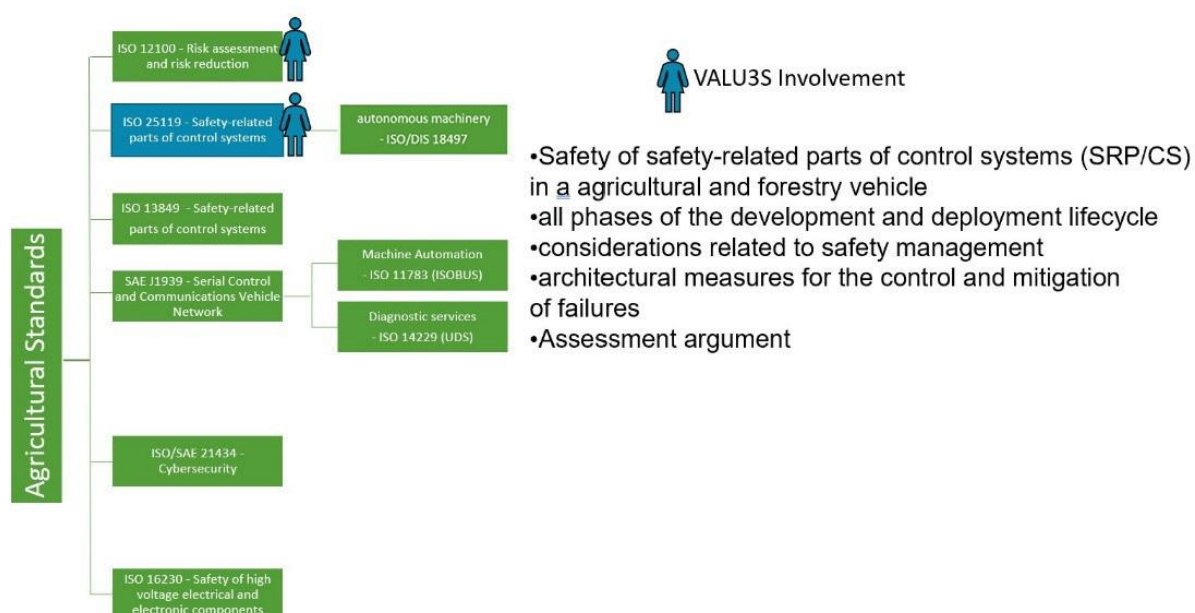 Agricultural Standards
ISO 12100 - Risk assessment
and risk reduction
ISO 25119 - Safety-related
parts of control systems
autonomous machinery
- ISO/DIS 18497
ISO 13849 - Safety-related
parts of control systems
SAE J1939 - Serial Control
and Communications Vehicle
Network
Machine Automation
- ISO 11783 (ISOBUS)
Diagnostic services
- ISO 14229 (UDS)
ISO/SAE 21434 -
Cybersecurity
ISO 16230 - Safety of high
voltage electrical and
electronic components
VALU3S Involvement
•Safety of safety-related parts of control systems (SRP/CS)
in a agricultural and forestry vehicle
•all phases of the development and deployment lifecycle
•considerations related to safety management
•architectural measures for the control and mitigation
of failures
•Assessment argument